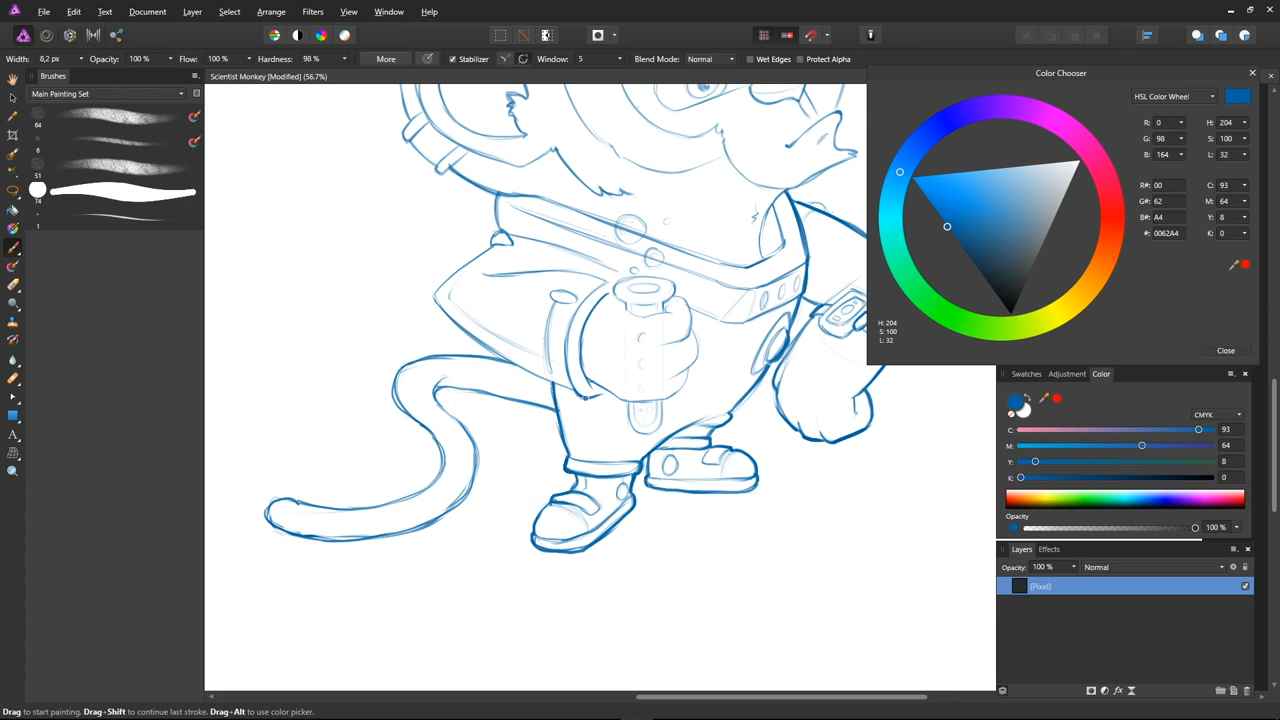 File Edit Text Document Layer Select Arrange Filters View Window Help
Width: 8,2 px Opacity: 100 % Flow: 100 % Hardness: 98 % More Stabilizer Window: 5 Blend Mode: Normal Wet Edges Protect Alpha
Brushes
Scientist Monkey [Modified] (56.7%)
Main Painting Set
64
6
51
74
1
Color Chooser
HSL Color Wheel
R: 0 H: 204
G: 98 S: 100
B: 164 L: 32
R#: 00 C: 93
G#: 62 M: 64
B#: A4 Y: 8
#: 0062A4 K: 0
H: 204
S: 100
L: 32
Close
Swatches Adjustment Color
CMYK
C: 93
M: 64
Y: 8
K: 0
Opacity
100 %
Layers Effects
Opacity: 100 % Normal
(Pixel)
Drag to start painting. Drag+Shift to continue last stroke. Drag+Alt to use color picker.